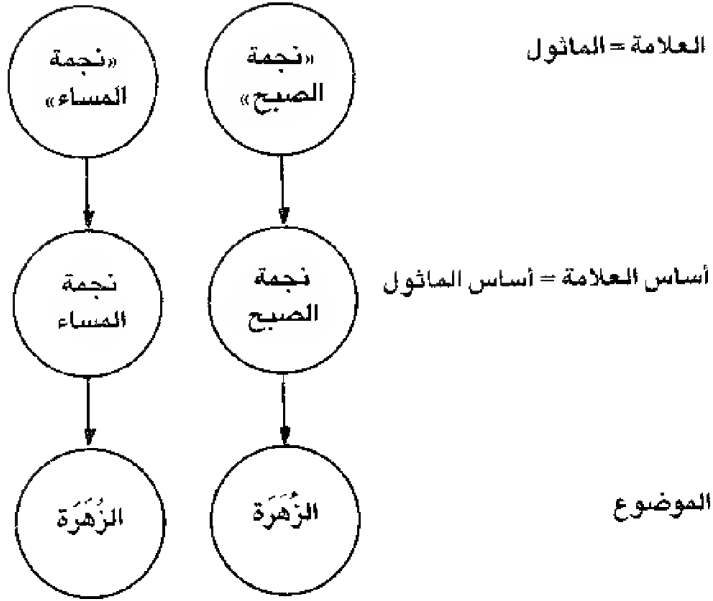 العلامة = الماثول
«نجمة
الصبح»
«نجمة
المساء»
أساس العلامة = أساس الماثول
نجمة
الصبح
نجمة
المساء
الموضوع
الزُهَرَة
الزُهَرَة